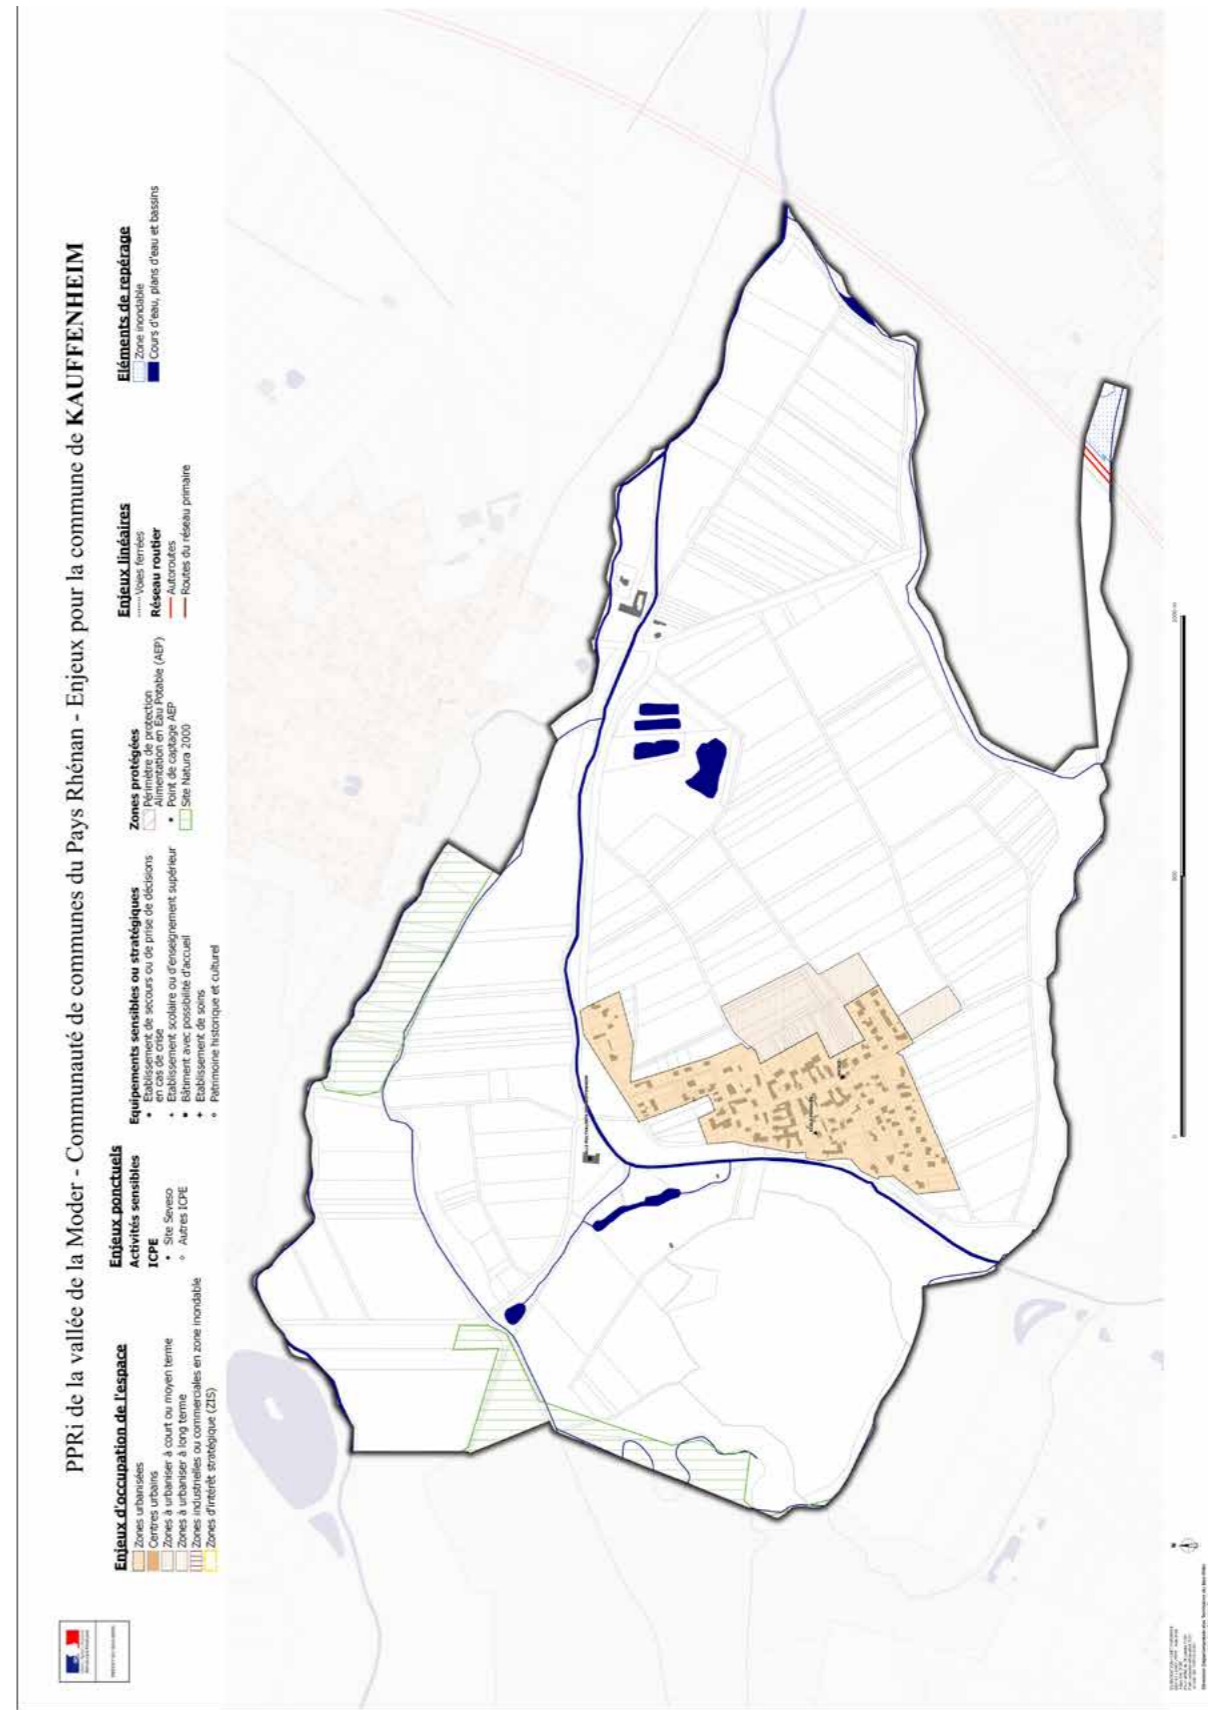 PPRi de la vallée de la Moder - Communauté de communes du Pays Rhénan - Enjeux pour la commune de KAUFFENHEIM
Enjeux d'occupation de l'espace
Zones urbanisées
Centres urbains
Zones à urbaniser à court ou moyen terme
Zones à urbaniser à long terme
Zones industrielles ou commerciales en zone inondable
Zones d'intérêt stratégique (ZIS)
Enjeux ponctuels
Activités sensibles
ICPE
Site Seveso
Autres ICPE
Equipements sensibles ou stratégiques
Etablissement de secours ou de prise de décisions
en cas de crise
Etablissement scolaire ou d'enseignement supérieur
Bâtiment avec possibilité d'accueil
Etablissement de soins
Patrimoine historique et culturel
Zones protégées
Périmètre de protection
Alimentation en Eau Potable (AEP)
Point de captage AEP
Site Natura 2000
Enjeux linéaires
Voies ferrées
Réseau routier
Autoroutes
Routes du réseau primaire
Eléments de repérage
Zone inondable
Cours d'eau, plans d'eau et bassins
0
500
1000 m
N